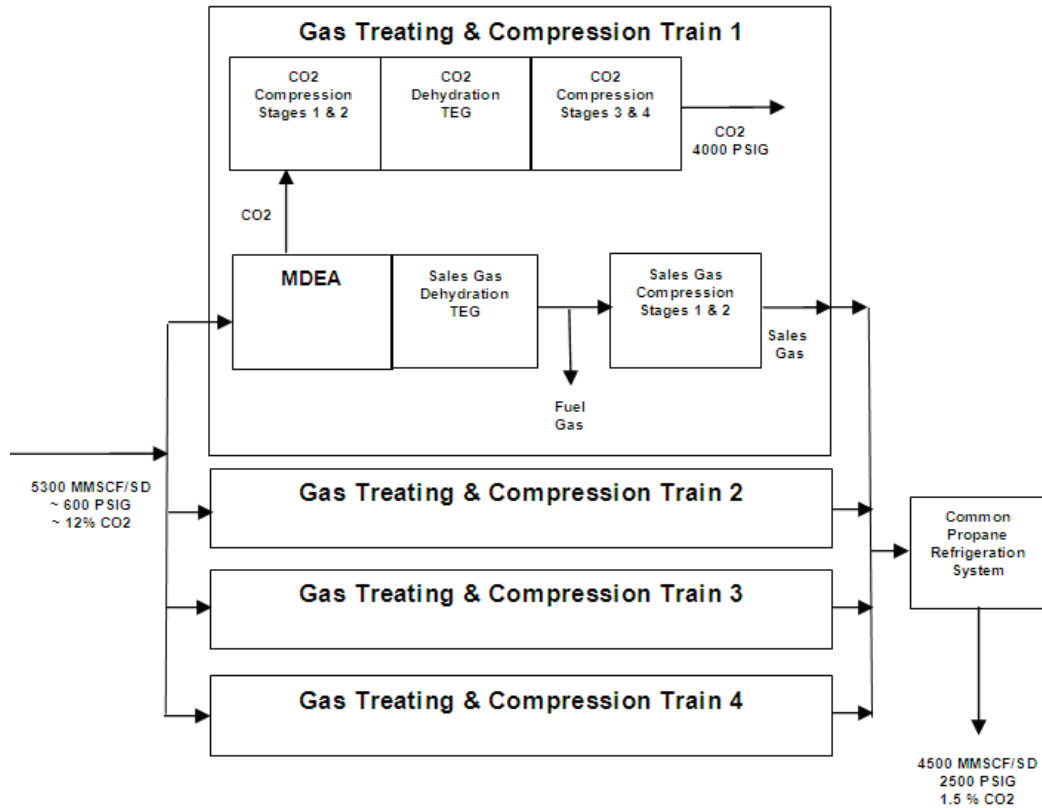 Gas Treating & Compression Train 1
CO2
Compression
Stages 1 & 2
CO2
Dehydration
TEG
CO2
Compression
Stages 3 & 4
CO2
4000 PSIG
CO2
MDEA
Sales Gas
Dehydration
TEG
Sales Gas
Compression
Stages 1 & 2
Sales
Gas
Fuel
Gas
5300 MMSCF/SD
~ 600 PSIG
~ 12% CO2
Gas Treating & Compression Train 2
Common
Propane
Refrigeration
System
Gas Treating & Compression Train 3
Gas Treating & Compression Train 4
4500 MMSCF/SD
2500 PSIG
1.5 % CO2